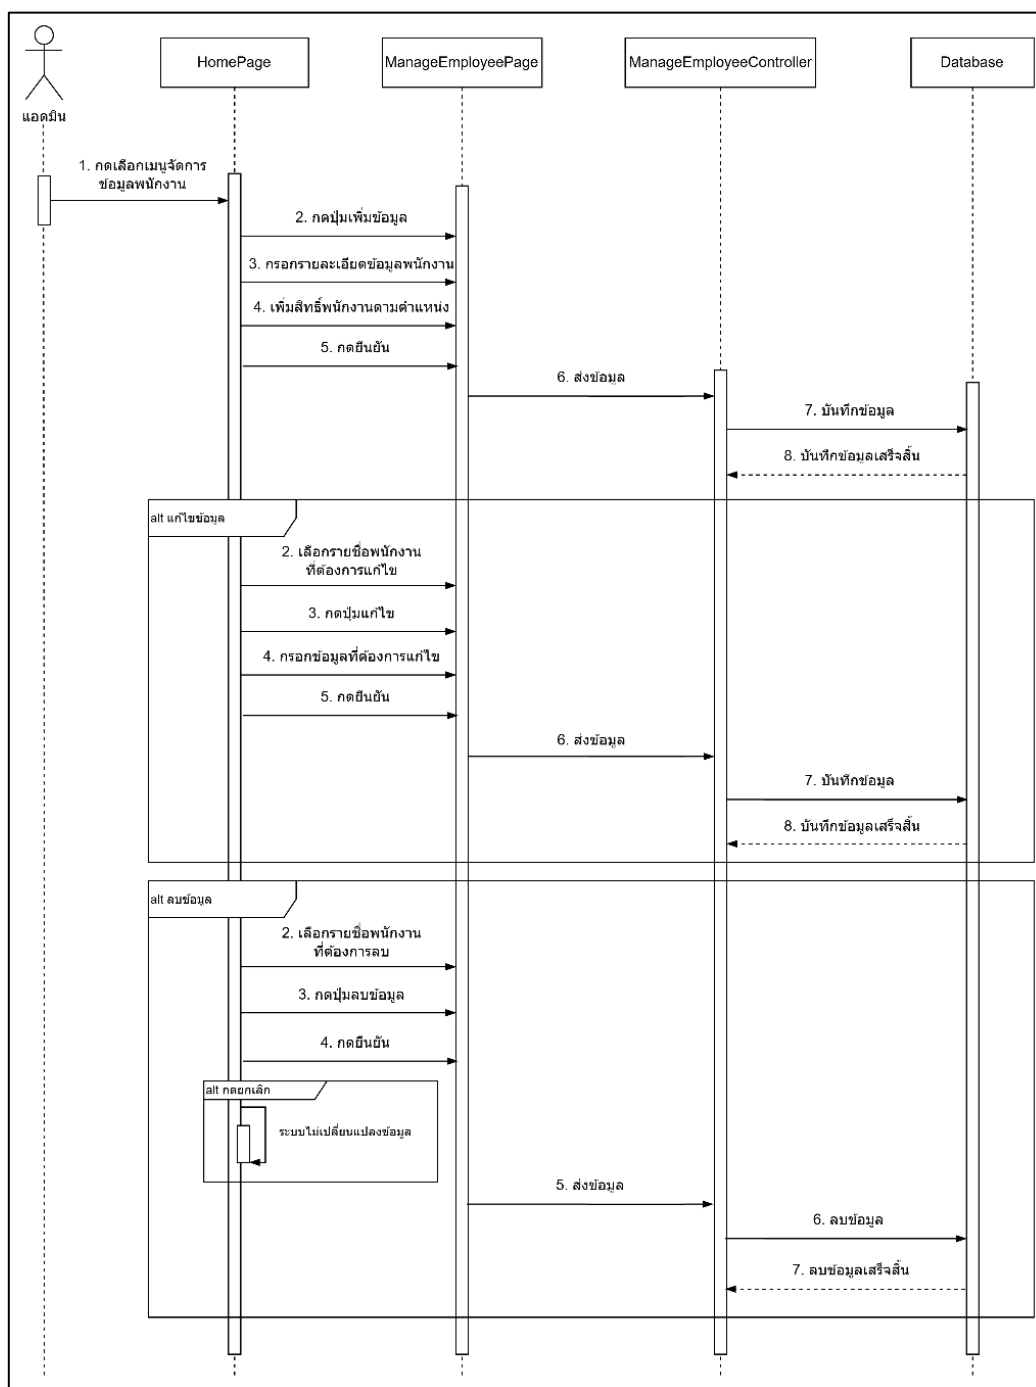 HomePage
ManageEmployeePage
ManageEmployeeController
Database
แอดมิน
1. กดเลือกเมนูจัดการ
ข้อมูลพนักงาน
2. กดปุ่มเพิ่มข้อมูล
3. กรอกรายละเอียดข้อมูลพนักงาน
4. เพิ่มสิทธิ์พนักงานตามตำแหน่ง
5. กดยืนยัน
6. ส่งข้อมูล
7. บันทึกข้อมูล
8. บันทึกข้อมูลเสร็จสิ้น
alt แก้ไขข้อมูล
2. เลือกรายชื่อพนักงาน
ที่ต้องการแก้ไข
3. กดปุ่มแก้ไข
4. กรอกข้อมูลที่ต้องการแก้ไข
5. กดยืนยัน
6. ส่งข้อมูล
7. บันทึกข้อมูล
8. บันทึกข้อมูลเสร็จสิ้น
alt ลบข้อมูล
2. เลือกรายชื่อพนักงาน
ที่ต้องการลบ
3. กดปุ่มลบข้อมูล
4. กดยืนยัน
alt กดยกเลิก
ระบบไม่เปลี่ยนแปลงข้อมูล
5. ส่งข้อมูล
6. ลบข้อมูล
7. ลบข้อมูลเสร็จสิ้น